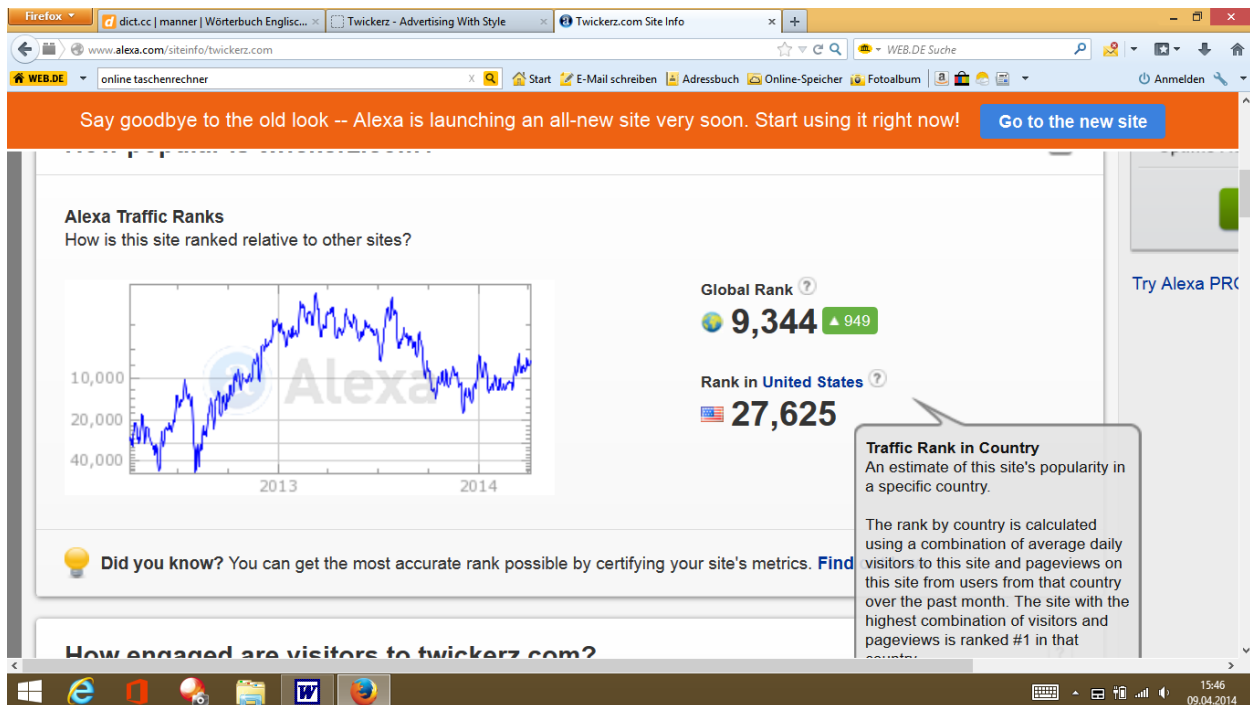 Firefox
dict.cc | manner | Wörterbuch Englisc...
Twickerz - Advertising With Style
Twickerz.com Site Info
www.alexa.com/siteinfo/twickerz.com
WEB.DE Suche
WEB.DE
online taschenrechner
Start
E-Mail schreiben
Adressbuch
Online-Speicher
Fotoalbum
Anmelden
Say goodbye to the old look -- Alexa is launching an all-new site very soon. Start using it right now!
Go to the new site
Alexa Traffic Ranks
How is this site ranked relative to other sites?
Alexa
10,000
20,000
40,000
2013
2014
Global Rank ?
9,344 ▲ 949
Rank in United States ?
27,625
Try Alexa PRO
Traffic Rank in Country
An estimate of this site's popularity in
a specific country.
The rank by country is calculated
using a combination of average daily
visitors to this site and pageviews on
this site from users from that country
over the past month. The site with the
highest combination of visitors and
pageviews is ranked #1 in that
country
Did you know? You can get the most accurate rank possible by certifying your site's metrics. Find
How engaged are visitors to twickerz.com?
15:46
09.04.2014